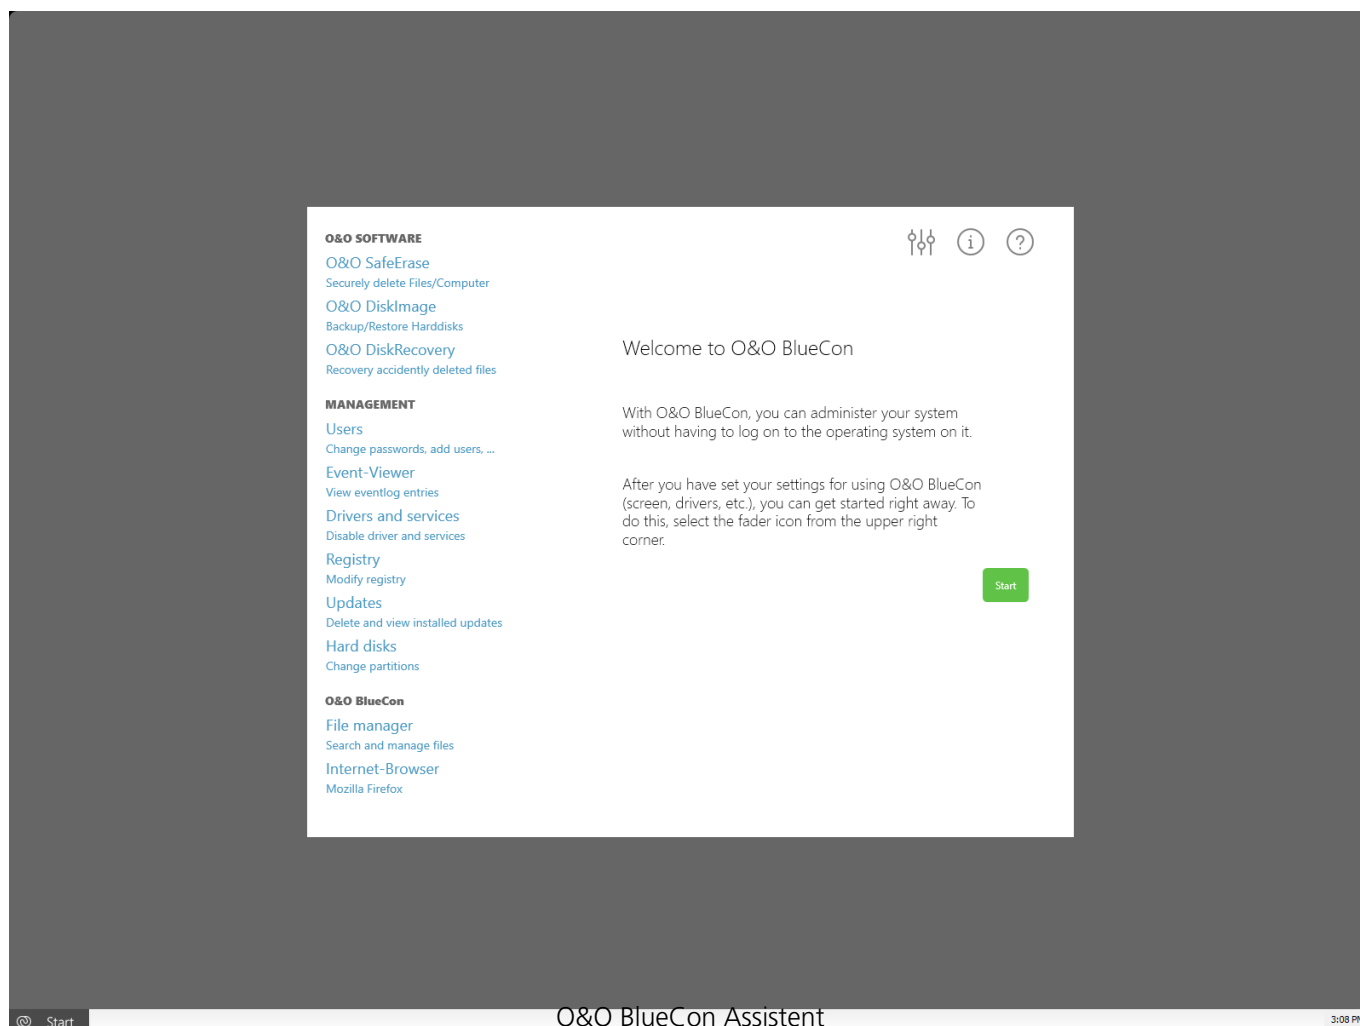 O&O SOFTWARE
O&O SafeErase
Securely delete Files/Computer
O&O DiskImage
Backup/Restore Harddisks
O&O DiskRecovery
Recovery accidently deleted files
MANAGEMENT
Users
Change passwords, add users, ...
Event-Viewer
View eventlog entries
Drivers and services
Disable driver and services
Registry
Modify registry
Updates
Delete and view installed updates
Hard disks
Change partitions
O&O BlueCon
File manager
Search and manage files
Internet-Browser
Mozilla Firefox
Welcome to O&O BlueCon
With O&O BlueCon, you can administer your system
without having to log on to the operating system on it.
After you have set your settings for using O&O BlueCon
(screen, drivers, etc.), you can get started right away. To
do this, select the fader icon from the upper right
corner.
Start
Start
O&O BlueCon Assistent
3:08 PM